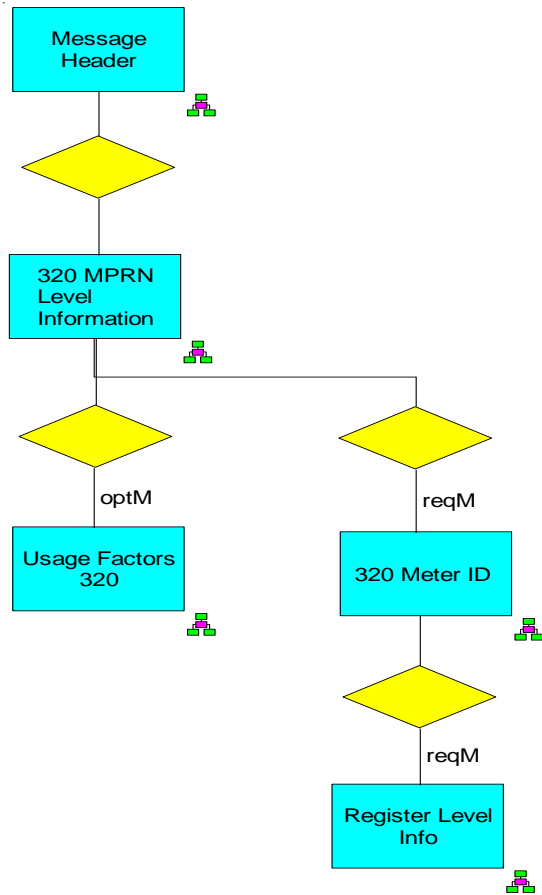 Message
Header
320 MPRN
Level
Information
optM
reqM
Usage Factors
320
320 Meter ID
reqM
Register Level
Info